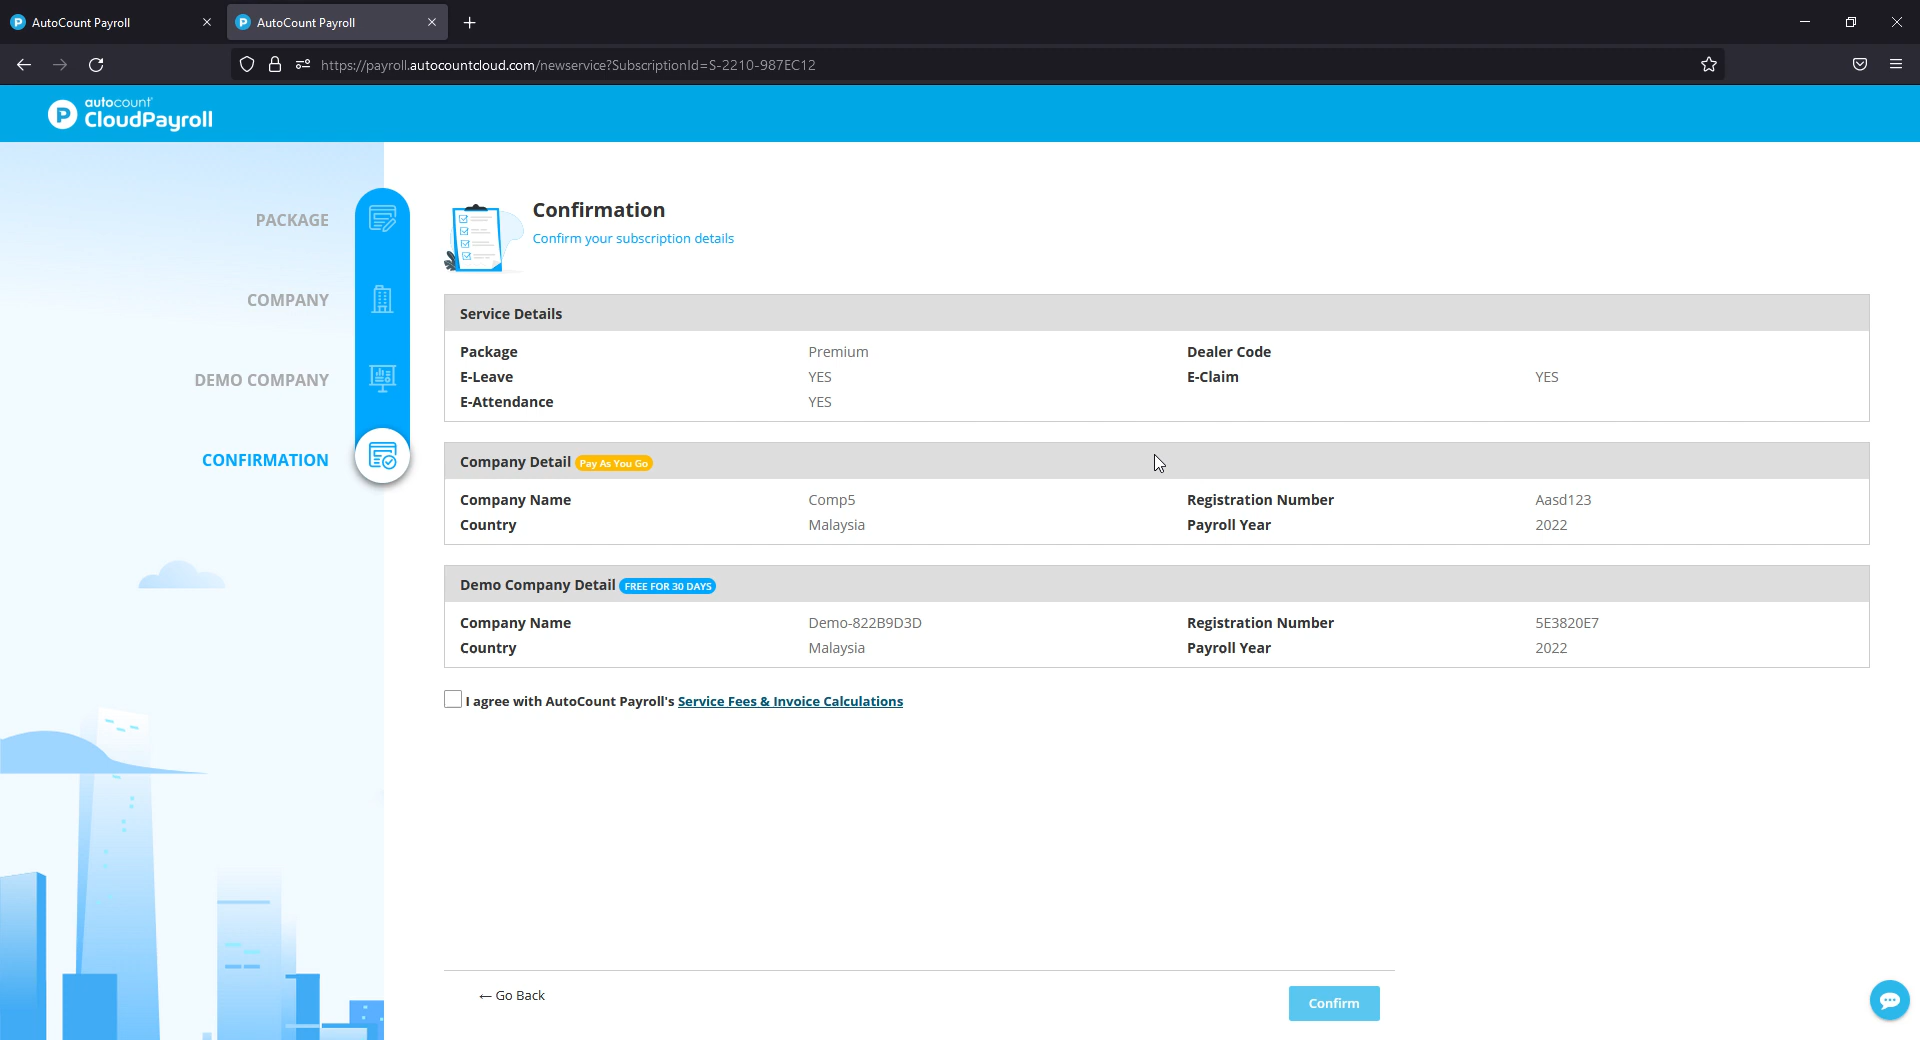 AutoCount Payroll
AutoCount Payroll
https://payroll.autocountcloud.com/newservice?SubscriptionId=S-2210-987EC12
autocount
CloudPayroll
PACKAGE
COMPANY
DEMO COMPANY
CONFIRMATION
Confirmation
Confirm your subscription details
Service Details
Package Premium Dealer Code
E-Leave YES E-Claim YES
E-Attendance YES
Company Detail Pay As You Go
Company Name Comp5 Registration Number Aasd123
Country Malaysia Payroll Year 2022
Demo Company Detail FREE FOR 30 DAYS
Company Name Demo-822B9D3D Registration Number 5E3820E7
Country Malaysia Payroll Year 2022
I agree with AutoCount Payroll's Service Fees & Invoice Calculations
← Go Back
Confirm